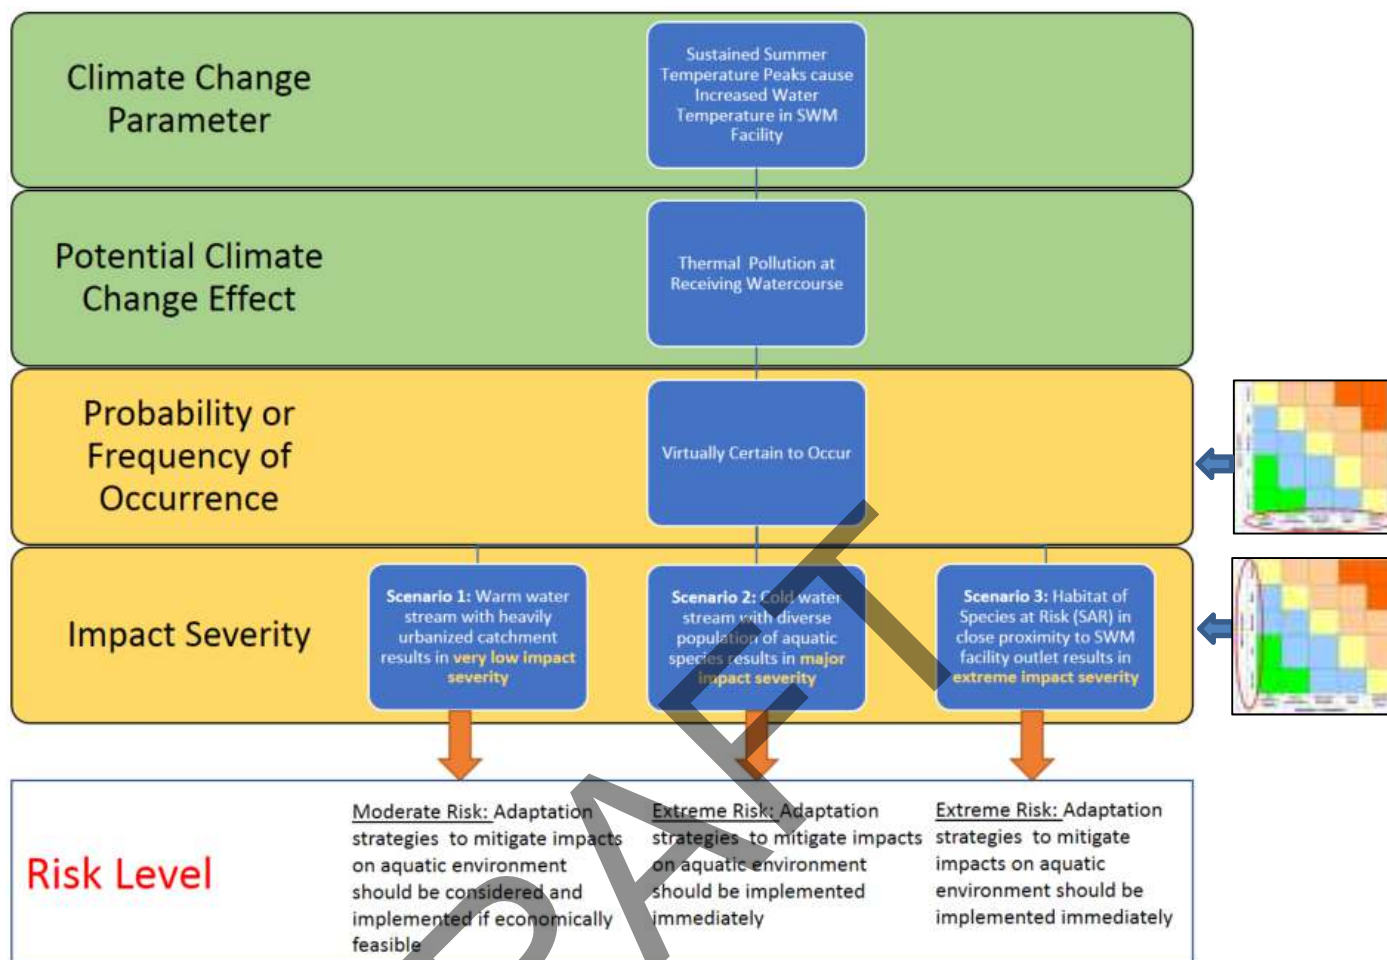 Climate Change
Parameter
Sustained Summer
Temperature Peaks cause
Increased Water
Temperature in SWM
Facility
Potential Climate
Change Effect
Thermal Pollution at
Receiving Watercourse
Probability or
Frequency of
Occurrence
Virtually Certain to Occur
Impact Severity
Scenario 1: Warm water
stream with heavily
urbanized catchment
results in very low impact
severity
Scenario 2: Cold water
stream with diverse
population of aquatic
species results in major
impact severity
Scenario 3: Habitat of
Species at Risk (SAR) in
close proximity to SWM
facility outlet results in
extreme impact severity
Risk Level
Moderate Risk: Adaptation
strategies to mitigate impacts
on aquatic environment
should be considered and
implemented if economically
feasible
Extreme Risk: Adaptation
strategies to mitigate impacts
on aquatic environment
should be implemented
immediately
Extreme Risk: Adaptation
strategies to mitigate
impacts on aquatic
environment should be
implemented immediately
DRAFT